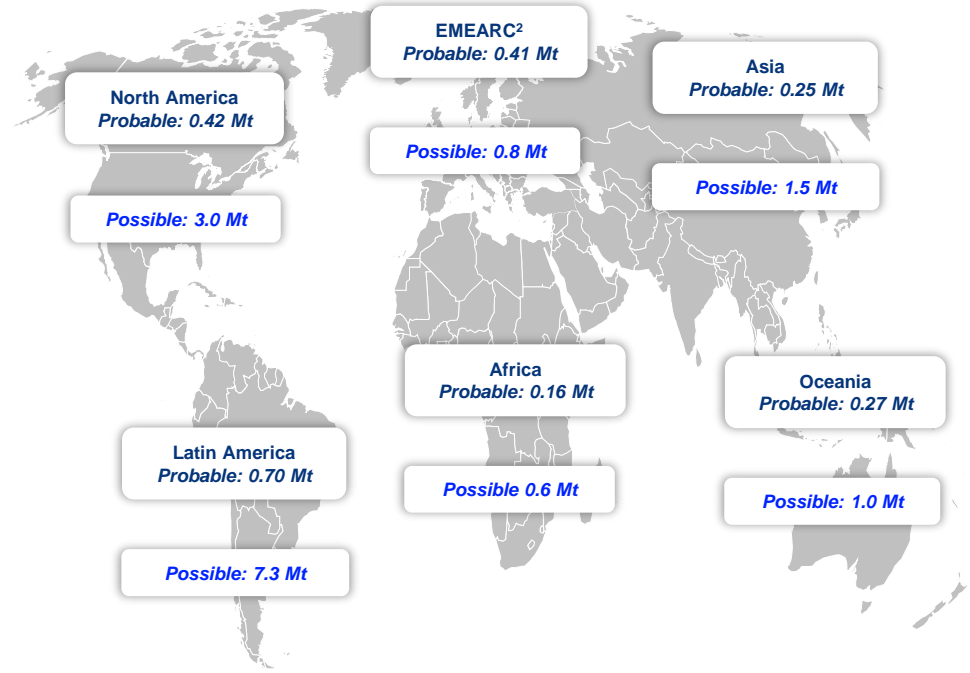 EMEARC²
Probable: 0.41 Mt
Possible: 0.8 Mt
North America
Probable: 0.42 Mt
Possible: 3.0 Mt
Asia
Probable: 0.25 Mt
Possible: 1.5 Mt
Africa
Probable: 0.16 Mt
Possible 0.6 Mt
Oceania
Probable: 0.27 Mt
Possible: 1.0 Mt
Latin America
Probable: 0.70 Mt
Possible: 7.3 Mt